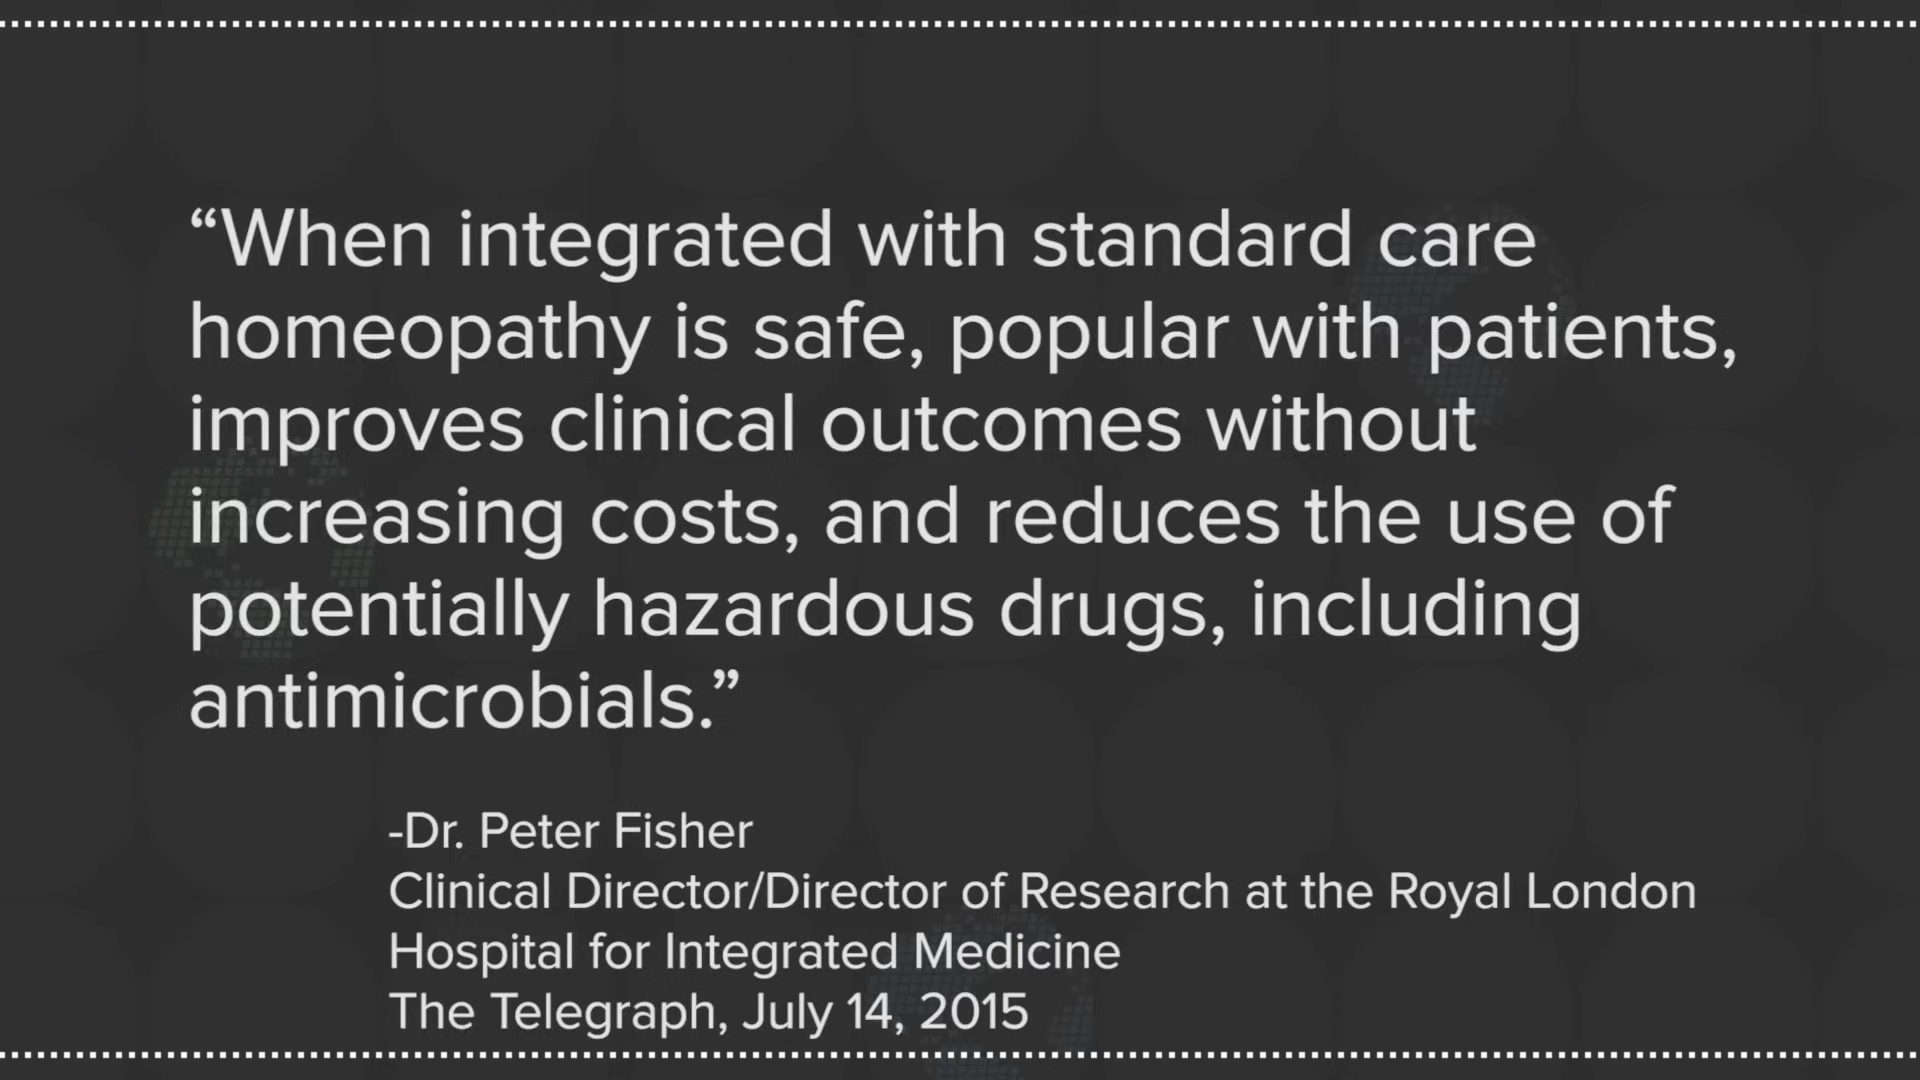 “When integrated with standard care
homeopathy is safe, popular with patients,
improves clinical outcomes without
increasing costs, and reduces the use of
potentially hazardous drugs, including
antimicrobials.”
-Dr. Peter Fisher
Clinical Director/Director of Research at the Royal London
Hospital for Integrated Medicine
The Telegraph, July 14, 2015